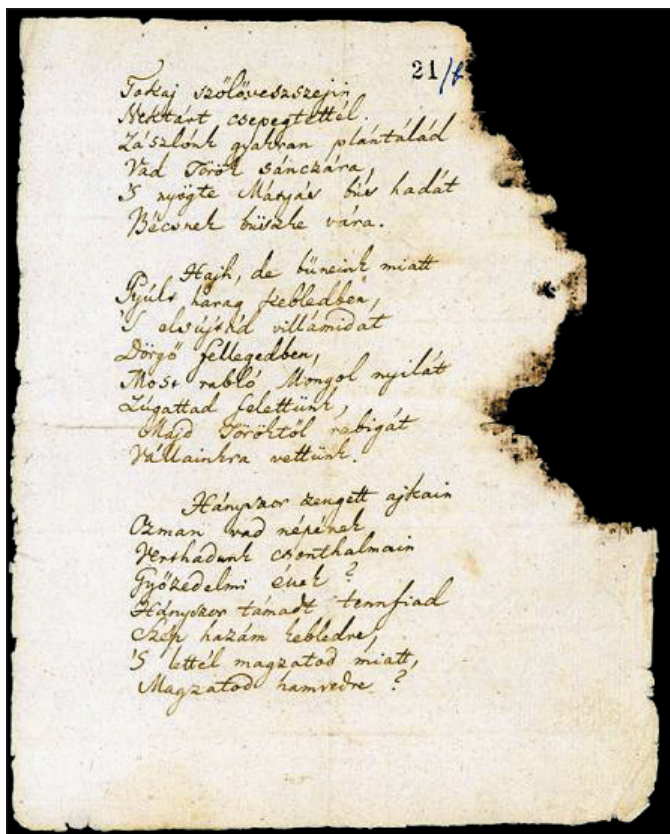 21/b
Tokaj szőlővesszejin
Nektárt csepegtettél.
Zászlónk gyakran plántálád
Vad Török sánczára,
'S nyögte Mátyás bús hadát
Bécsnek büszke vára.
Hajh, de bűneink miatt
Gyúlt harag kebledben,
'S elsújtád villámidat
Dörgő fellegedben,
Most rabló Mongol nyilát
Zúgattad felettünk,
Majd Töröktől rabigát
Vállainkra vettünk.
Hányszor zengett ajkain
Ozman vad népének
Vert hadunk csonthalmain
Győzedelmi ének?
Hányszor támadt tennfiad
Szép hazám kebledre,
'S lettél magzatod miatt,
Magzatod hamvedre?